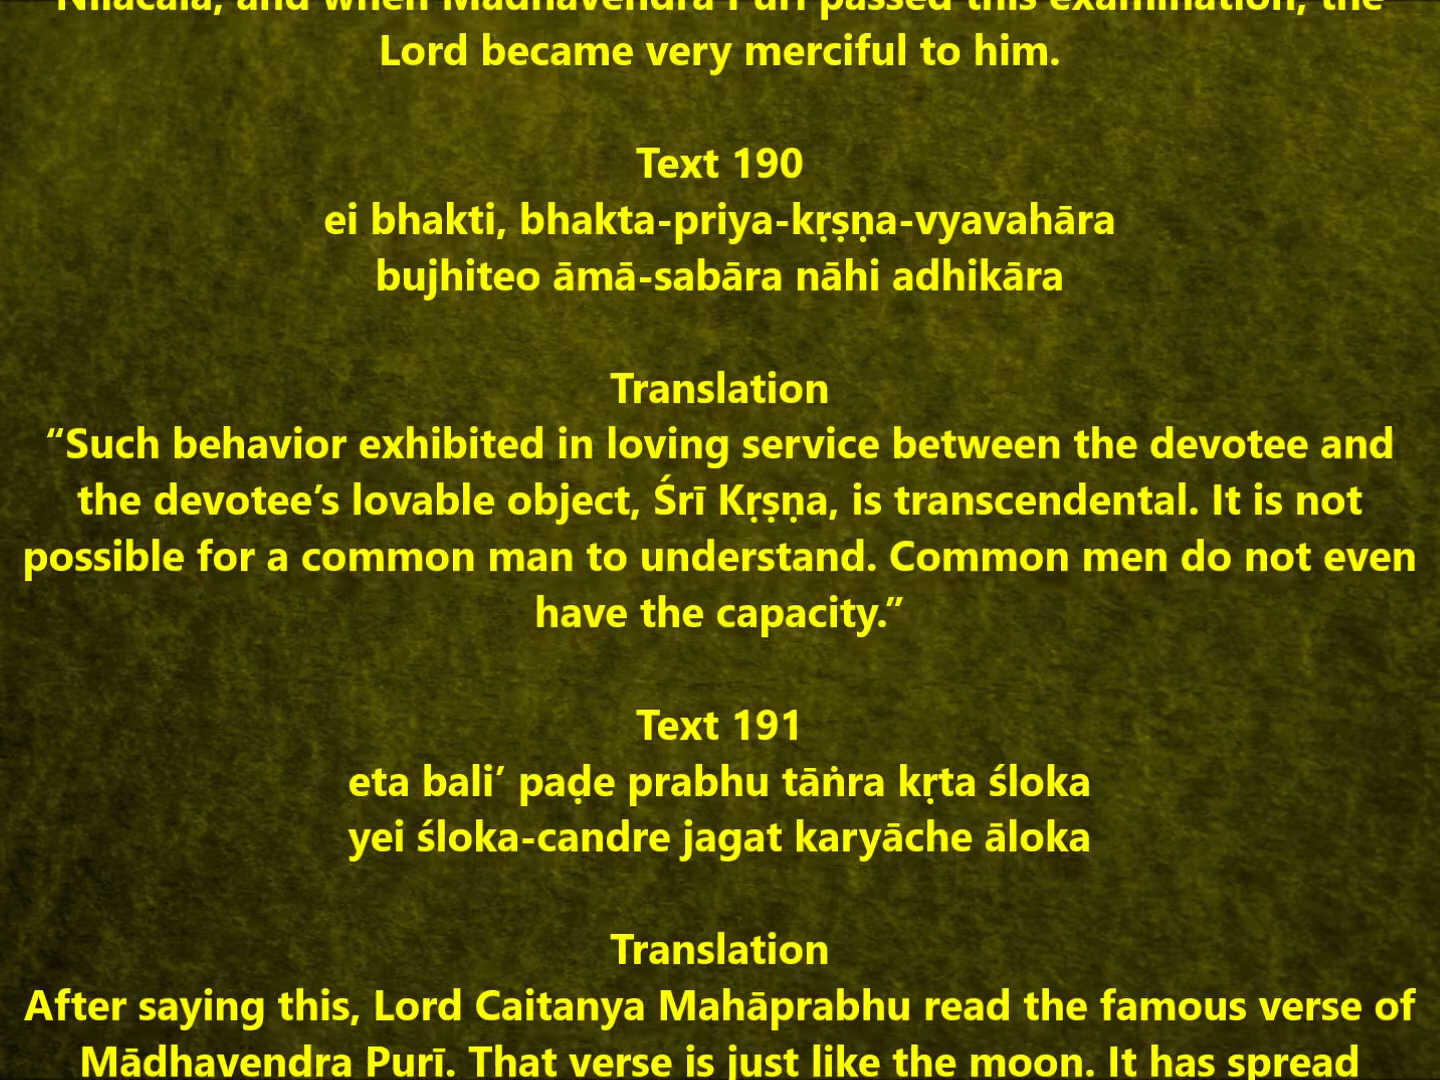 Nīlācala, and when Mādhavendra Purī passed this examination, the
Lord became very merciful to him.
Text 190
ei bhakti, bhakta-priya-kṛṣṇa-vyavahāra
bujhiteo āmā-sabāra nāhi adhikāra
Translation
“Such behavior exhibited in loving service between the devotee and
the devotee’s lovable object, Śrī Kṛṣṇa, is transcendental. It is not
possible for a common man to understand. Common men do not even
have the capacity.”
Text 191
eta bali’ paḍe prabhu tāṅra kṛta śloka
yei śloka-candre jagat karyāche āloka
Translation
After saying this, Lord Caitanya Mahāprabhu read the famous verse of
Mādhavendra Purī. That verse is just like the moon. It has spread